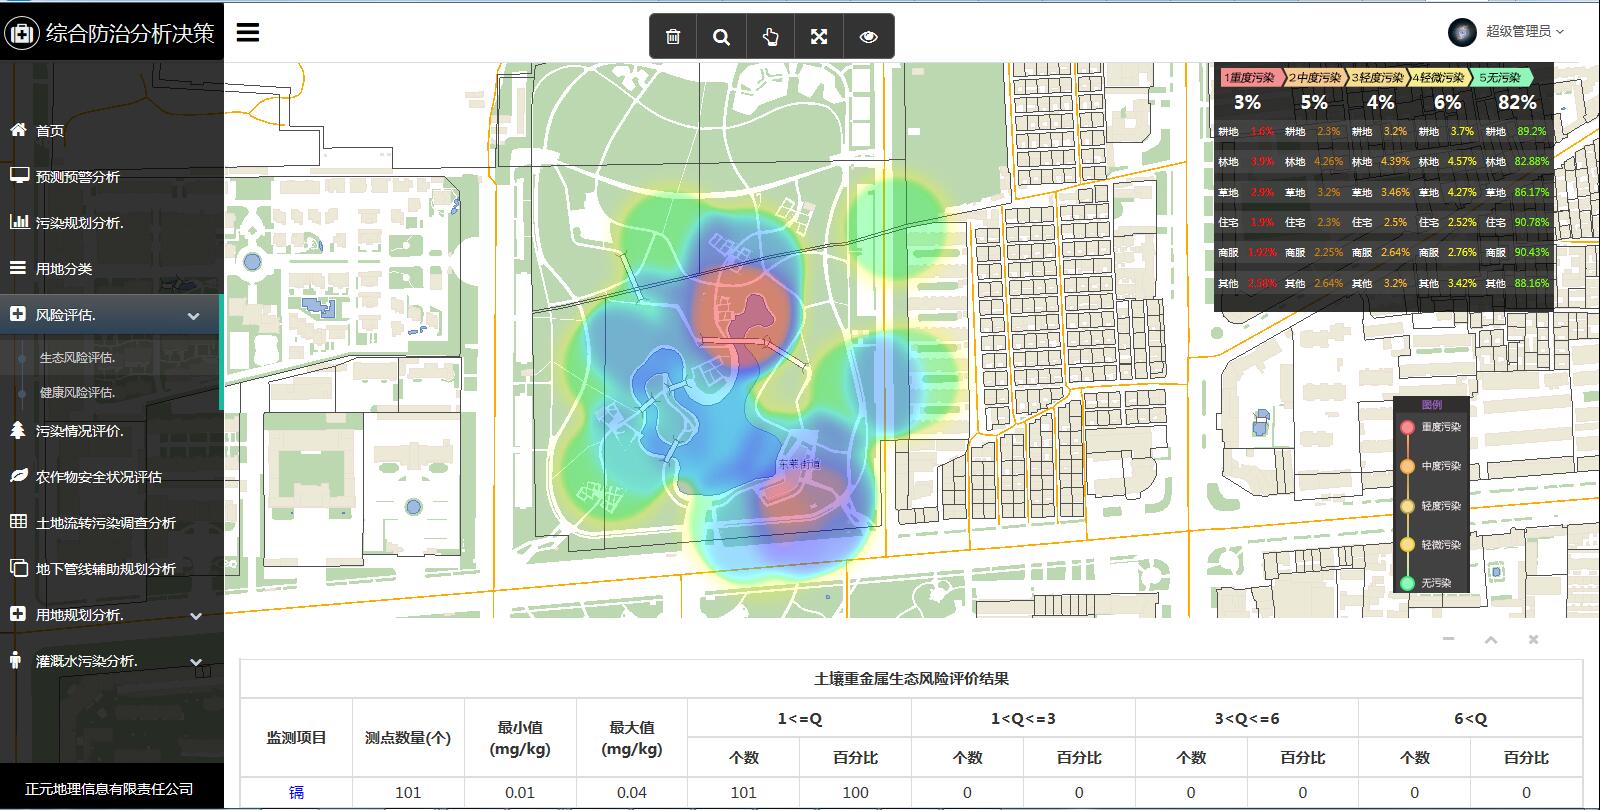 综合防治分析决策
超级管理员
首页
预测预警分析
污染规划分析.
用地分类
风险评估.
生态风险评估.
健康风险评估.
污染情况评价.
农作物安全状况评估
土地流转污染调查分析
地下管线辅助规划分析
用地规划分析.
灌溉水污染分析.
正元地理信息有限责任公司
1重度污染 2中度污染 3轻度污染 4轻微污染 5无污染
3% 5% 4% 6% 82%
耕地 1.6% 耕地 2.3% 耕地 3.2% 耕地 3.7% 耕地 89.2%
林地 3.9% 林地 4.26% 林地 4.39% 林地 4.57% 林地 82.88%
草地 2.9% 草地 3.2% 草地 3.46% 草地 4.27% 草地 86.17%
住宅 1.9% 住宅 2.3% 住宅 2.5% 住宅 2.52% 住宅 90.78%
商服 1.92% 商服 2.25% 商服 2.64% 商服 2.76% 商服 90.43%
其他 2.58% 其他 2.64% 其他 3.2% 其他 3.42% 其他 88.16%
东莱街道
图例
重度污染
中度污染
轻度污染
轻微污染
无污染
土壤重金属生态风险评价结果
监测项目 测点数量(个) 最小值(mg/kg) 最大值(mg/kg) 1<=Q 1<Q<=3 3<Q<=6 6<Q
个数 百分比 个数 百分比 个数 百分比 个数 百分比
镉 101 0.01 0.04 101 100 0 0 0 0 0 0